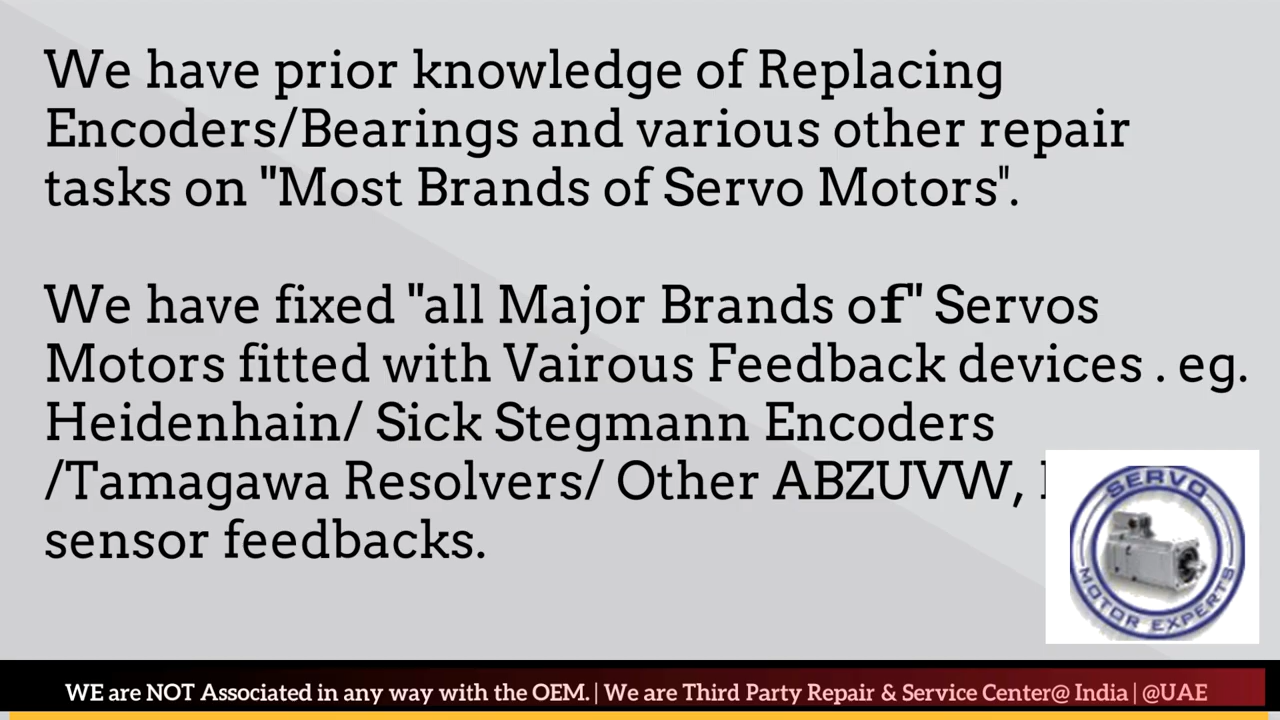 We have prior knowledge of Replacing
Encoders/Bearings and various other repair
tasks on "Most Brands of Servo Motors".
We have fixed "all Major Brands of" Servos
Motors fitted with Vairous Feedback devices . eg.
Heidenhain/ Sick Stegmann Encoders
/Tamagawa Resolvers/ Other ABZUVW,
sensor feedbacks.
SERVO
MOTOR EXPERTS
WE are NOT Associated in any way with the OEM. | We are Third Party Repair & Service Center@ India | @UAE